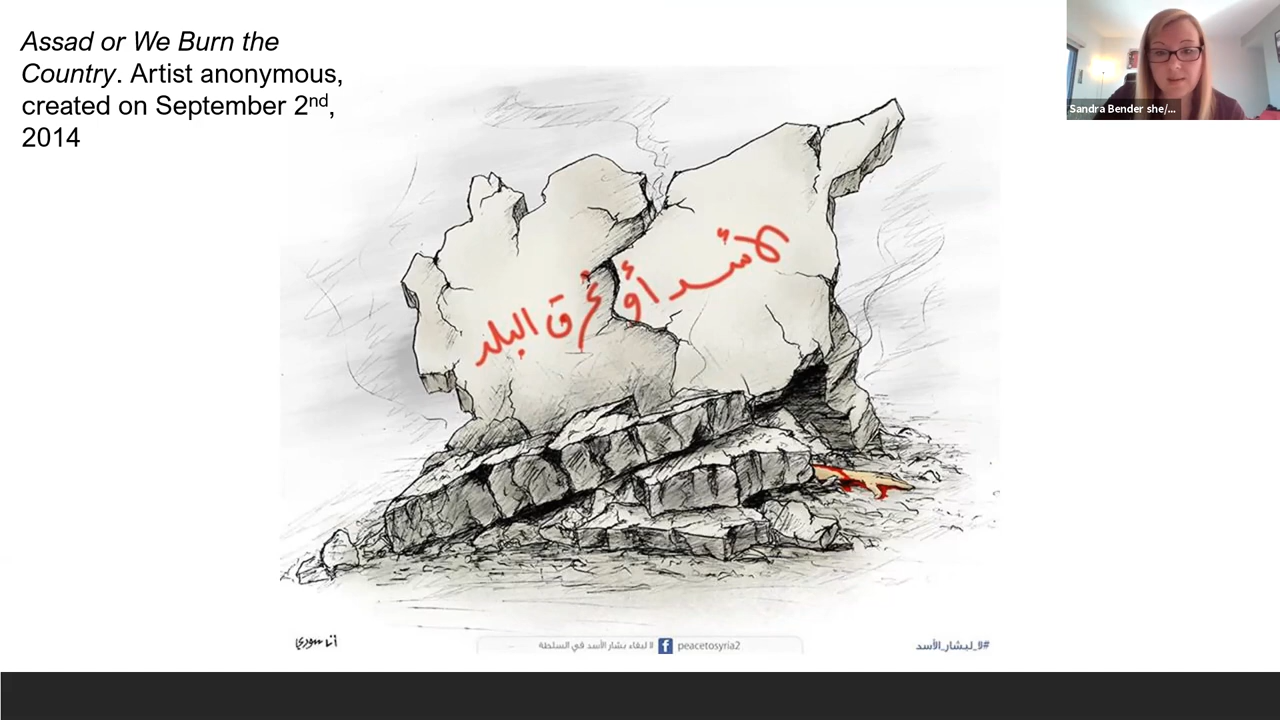 Assad or We Burn the
Country. Artist anonymous,
created on September 2nd,
2014
Sandra Bender she/...
الأسد أو نحرق البلد
أنا سوري
لا لبقاء بشار الأسد في السلطة peacetosyria2
#لا_لبشار_الأسد